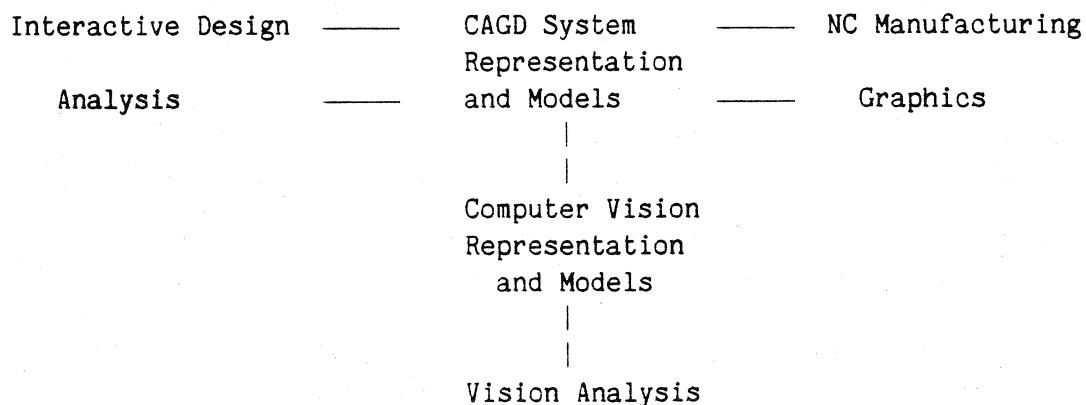 Interactive Design —— CAGD System —— NC Manufacturing
Representation
Analysis —— and Models —— Graphics
|
|
Computer Vision
Representation
and Models
|
|
Vision Analysis